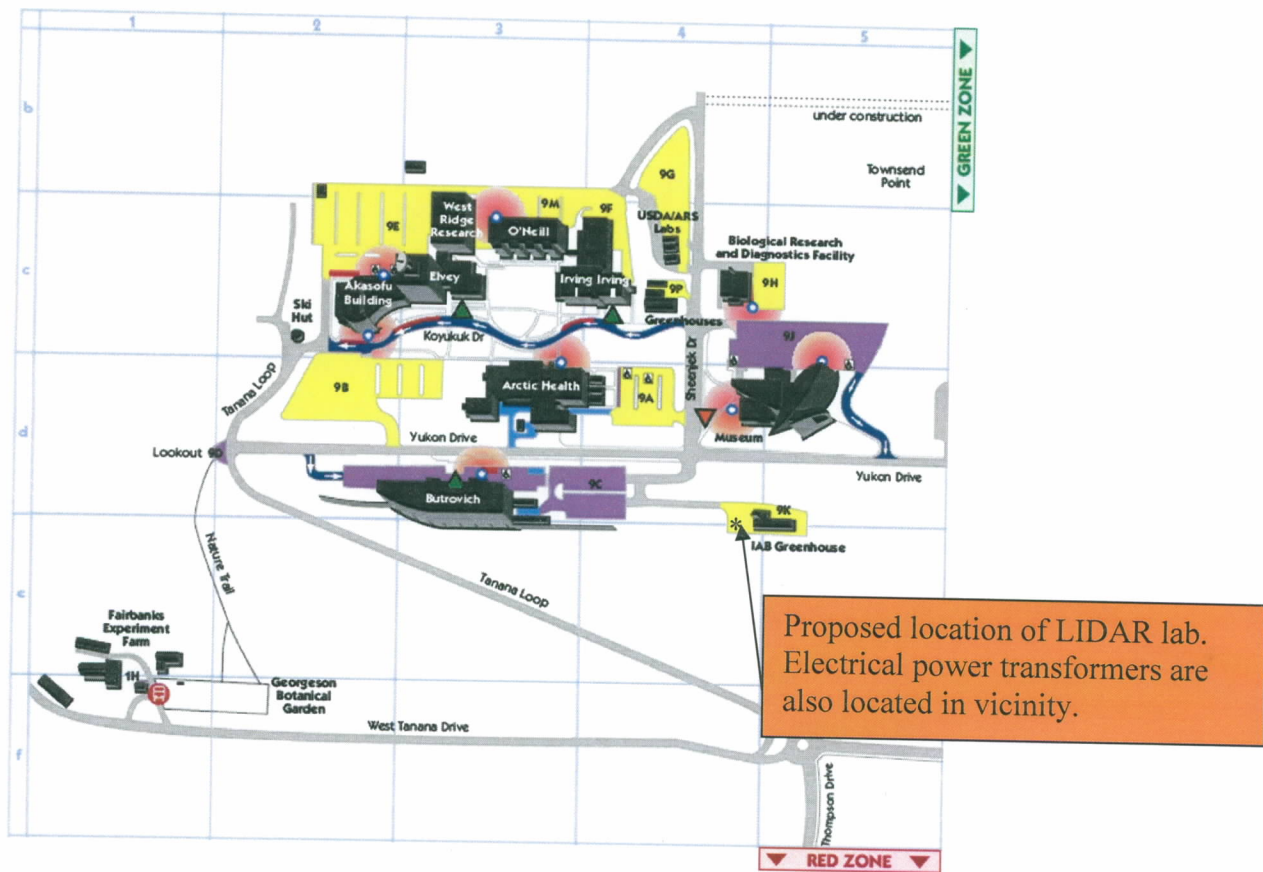 1
2
3
4
5
b
c
d
e
f
GREEN ZONE
under construction
Townsend
Point
9G
West
Ridge
Research
9M
9F
9E
O'Neill
USDA/ARS
Labs
Biological Research
and Diagnostics Facility
Elvey
Akasofu
Building
Irving Irving
9P
9H
Greenhouses
Ski
Hut
Koyukuk Dr
9J
Sheenjek Dr
Tanana Loop
9B
Arctic Health
9A
Museum
Yukon Drive
Lookout 9D
Yukon Drive
9C
Butrovich
9K
IAB Greenhouse
Nature Trail
Tanana Loop
Proposed location of LIDAR lab.
Electrical power transformers are
also located in vicinity.
Fairbanks
Experiment
Farm
1H
Georgeson
Botanical
Garden
West Tanana Drive
Thompson Drive
RED ZONE